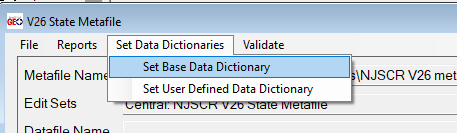 GEO V26 State Metafile
File Reports Set Data Dictionaries Validate
Set Base Data Dictionary
Metafile Name s\NJSCR V26 met
Set User Defined Data Dictionary
Edit Sets Central: NJSCR V26 State Metafile
Datafile Name